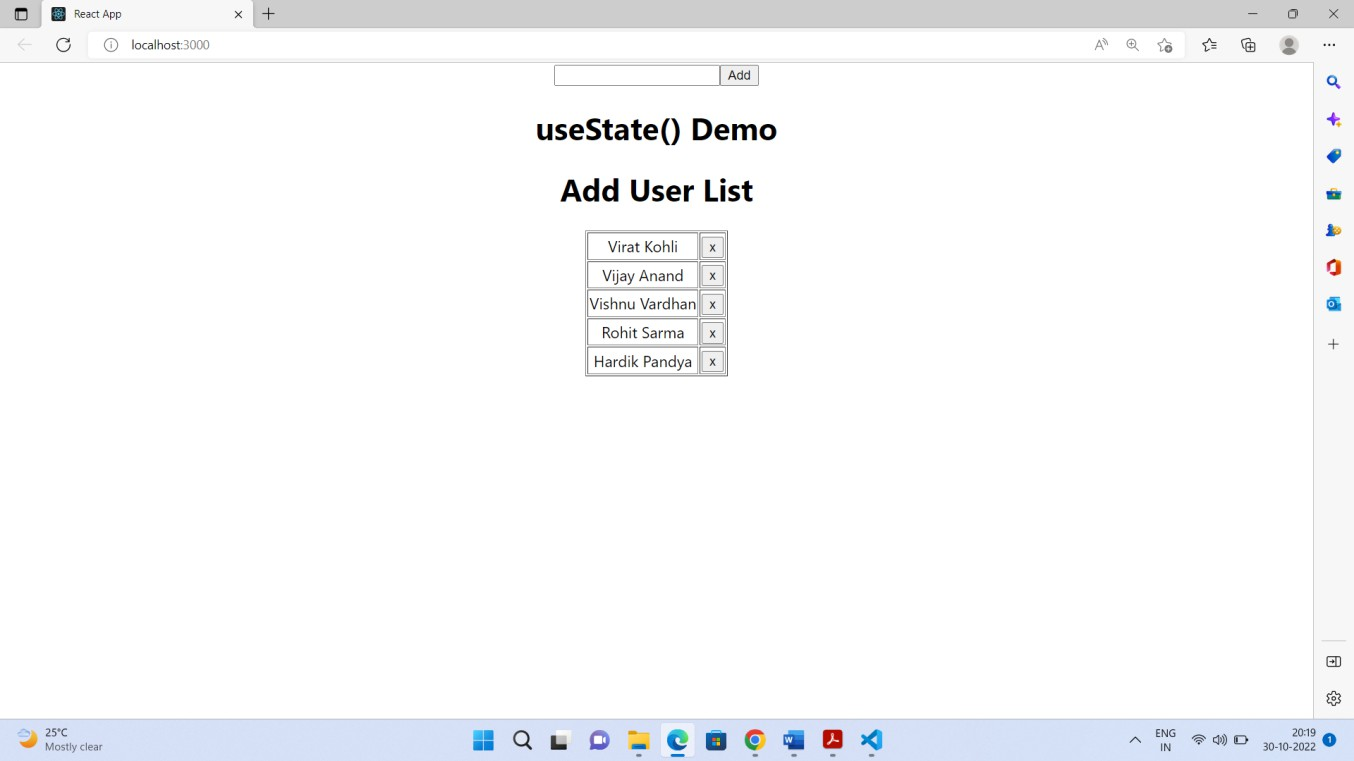 React App
localhost:3000
Add
useState() Demo
Add User List
Virat Kohli x
Vijay Anand x
Vishnu Vardhan x
Rohit Sarma x
Hardik Pandya x
25°C
Mostly clear
ENG
IN
20:19
30-10-2022
1